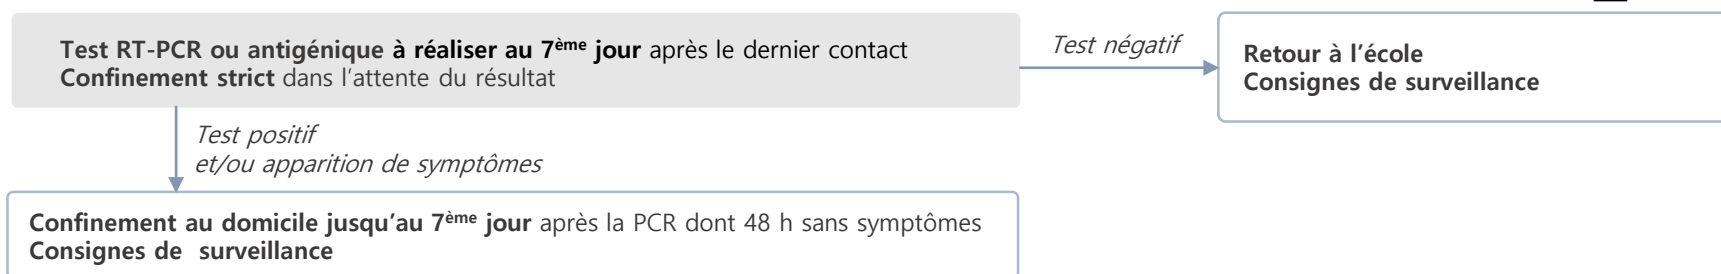 Test RT-PCR ou antigénique à réaliser au 7ème jour après le dernier contact
Confinement strict dans l'attente du résultat
Test négatif
Retour à l'école
Consignes de surveillance
Test positif
et/ou apparition de symptômes
Confinement au domicile jusqu'au 7ème jour après la PCR dont 48 h sans symptômes
Consignes de surveillance